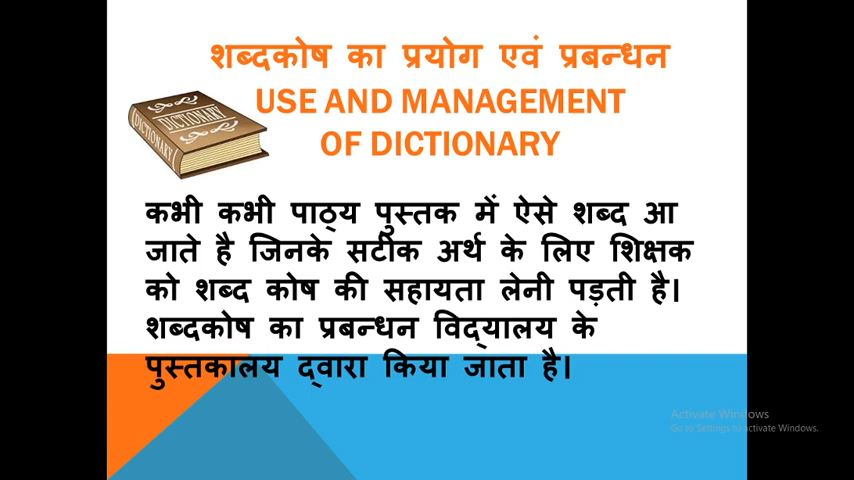 शब्दकोष का प्रयोग एवं प्रबन्धन
USE AND MANAGEMENT
OF DICTIONARY
DICTIONARY
DICTIONARY
कभी कभी पाठ्य पुस्तक में ऐसे शब्द आ
जाते है जिनके सटीक अर्थ के लिए शिक्षक
को शब्द कोष की सहायता लेनी पड़ती है।
शब्दकोष का प्रबन्धन विद्यालय के
पुस्तकालय द्वारा किया जाता है।
Activate Windows
Go to Settings to activate Windows.